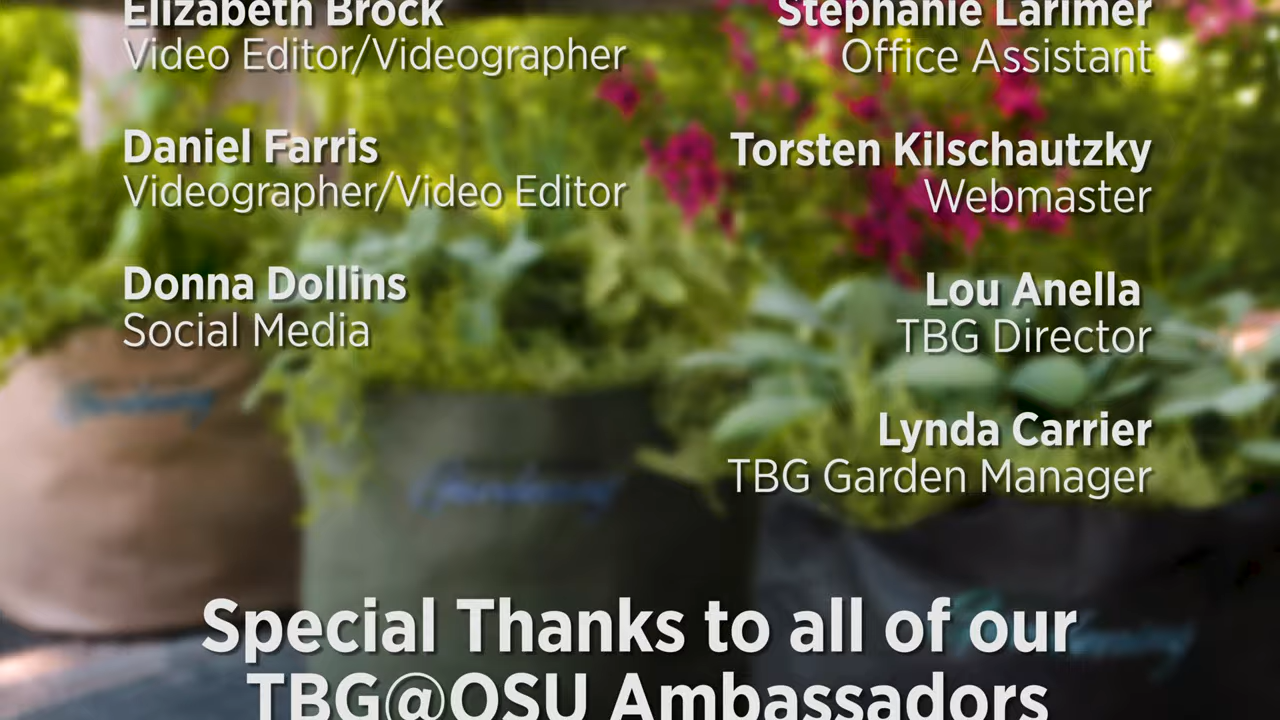 Elizabeth Brock
Video Editor/Videographer
Daniel Farris
Videographer/Video Editor
Donna Dollins
Social Media
Stephanie Larimer
Office Assistant
Torsten Kilschautzky
Webmaster
Lou Anella
TBG Director
Lynda Carrier
TBG Garden Manager
Special Thanks to all of our
TBG@OSU Ambassadors